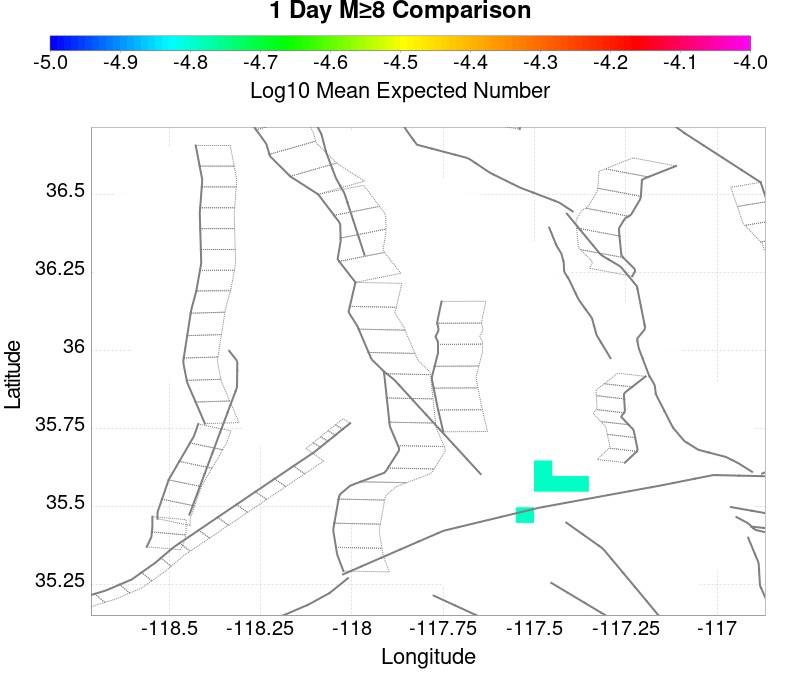 1 Day M≥8 Comparison
-5.0 -4.9 -4.8 -4.7 -4.6 -4.5 -4.4 -4.3 -4.2 -4.1 -4.0
Log10 Mean Expected Number
36.5
36.25
36
35.75
35.5
35.25
Latitude
-118.5 -118.25 -118 -117.75 -117.5 -117.25 -117
Longitude